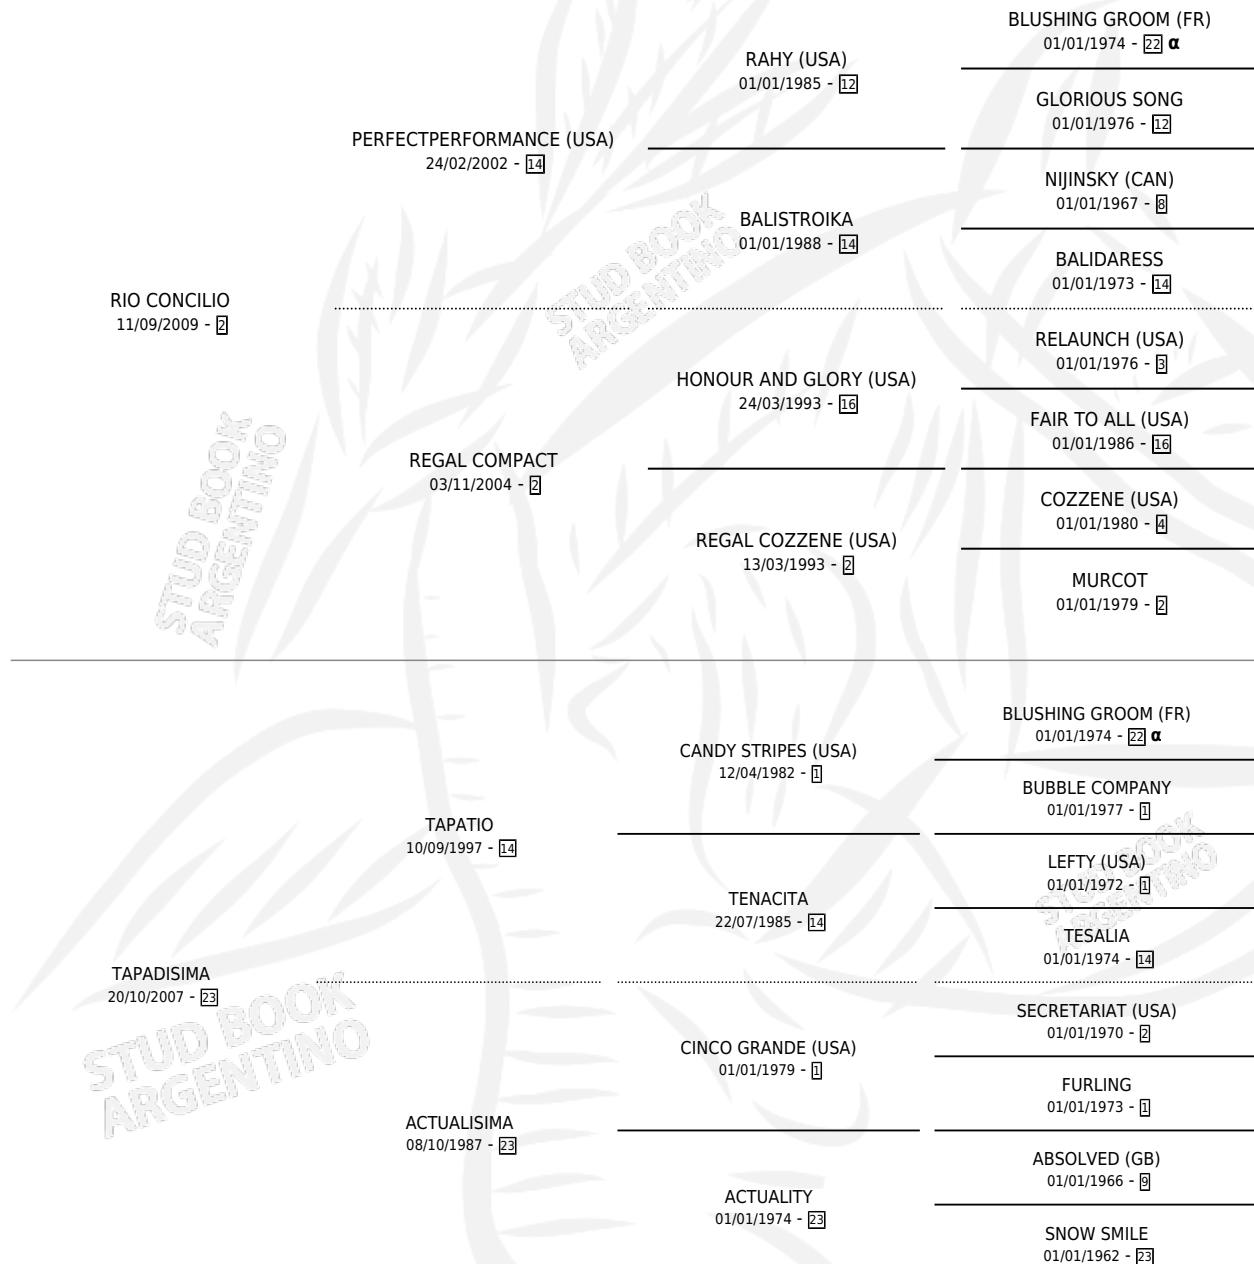 BLUSHING GROOM (FR)
01/01/1974 - 22 α
RAHY (USA)
01/01/1985 - 12
GLORIOUS SONG
01/01/1976 - 12
PERFECTPERFORMANCE (USA)
24/02/2002 - 14
NIJINSKY (CAN)
01/01/1967 - 8
BALISTROIKA
01/01/1988 - 14
BALIDARESS
01/01/1973 - 14
RIO CONCILIO
11/09/2009 - 2
RELAUNCH (USA)
01/01/1976 - 3
HONOUR AND GLORY (USA)
24/03/1993 - 16
FAIR TO ALL (USA)
01/01/1986 - 16
REGAL COMPACT
03/11/2004 - 2
COZZENE (USA)
01/01/1980 - 4
REGAL COZZENE (USA)
13/03/1993 - 2
MURCOT
01/01/1979 - 2
STUD BOOK
ARGENTINO
STUD BOOK
ARGENTINO
BLUSHING GROOM (FR)
01/01/1974 - 22 α
CANDY STRIPES (USA)
12/04/1982 - 1
BUBBLE COMPANY
01/01/1977 - 1
TAPATIO
10/09/1997 - 14
LEFTY (USA)
01/01/1972 - 1
TENACITA
22/07/1985 - 14
TESALIA
01/01/1974 - 14
TAPADISIMA
20/10/2007 - 23
SECRETARIAT (USA)
01/01/1970 - 2
CINCO GRANDE (USA)
01/01/1979 - 1
FURLING
01/01/1973 - 1
ACTUALISIMA
08/10/1987 - 23
ABSOLVED (GB)
01/01/1966 - 9
ACTUALITY
01/01/1974 - 23
SNOW SMILE
01/01/1962 - 23
STUD BOOK
ARGENTINO
STUD BOOK
ARGENTINO